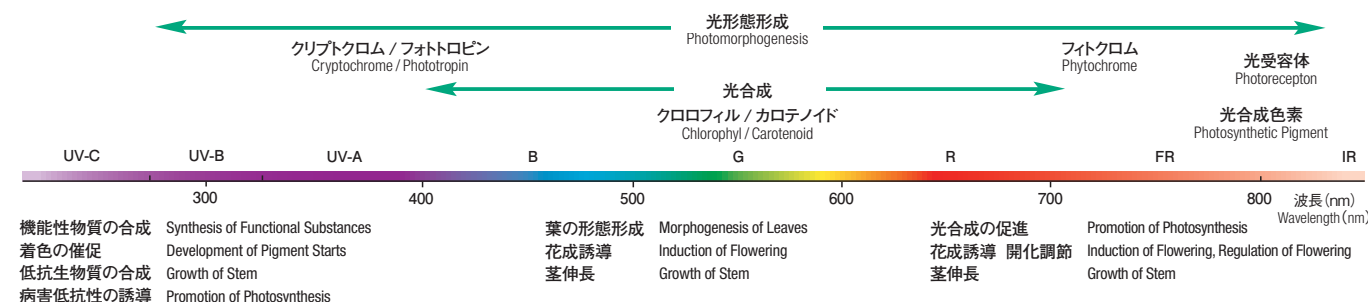 光形態形成
Photomorphogenesis
クリプトクロム / フォトトロピン
Cryptochrome / Phototropin
フィトクロム
Phytochrome
光受容体
Photorecepton
光合成
クロロフィル / カロテノイド
Chlorophyl / Carotenoid
光合成色素
Photosynthetic Pigment
UV-C UV-B UV-A B G R FR IR
300 400 500 600 700 800 波長(nm)
Wavelength(nm)
機能性物質の合成 Synthesis of Functional Substances
着色の催促 Development of Pigment Starts
低抗生物質の合成 Growth of Stem
病害低抗性の誘導 Promotion of Photosynthesis
葉の形態形成 Morphogenesis of Leaves
花成誘導 Induction of Flowering
茎伸長 Growth of Stem
光合成の促進 Promotion of Photosynthesis
花成誘導 開化調節 Induction of Flowering, Regulation of Flowering
茎伸長 Growth of Stem